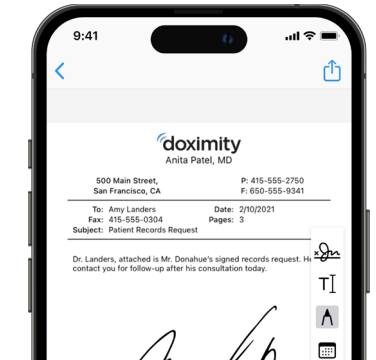 9:41
doximity
Anita Patel, MD
500 Main Street, P: 415-555-2750
San Francisco, CA F: 650-555-9341
To: Amy Landers Date: 2/10/2021
Fax: 415-555-0304 Pages: 3
Subject: Patient Records Request
Dr. Landers, attached is Mr. Donahue's signed records request. He
contact you for follow-up after his consultation today.
T